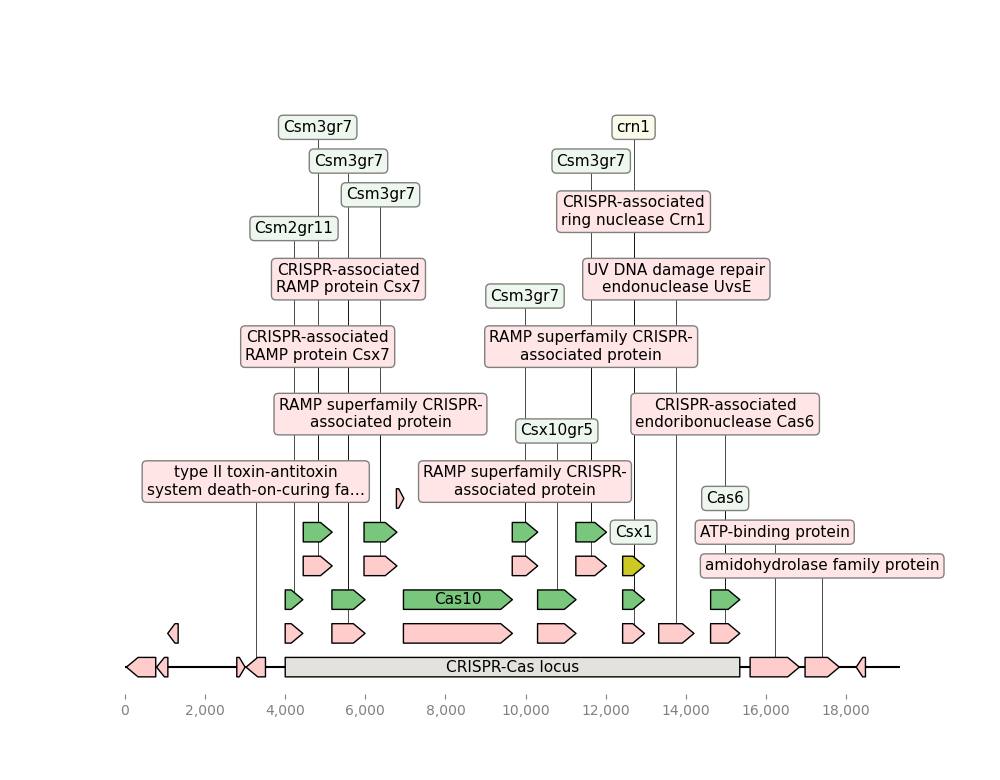 Csm3gr7
crn1
Csm3gr7
Csm3gr7
Csm3gr7
CRISPR-associated
ring nuclease Crn1
Csm2gr11
CRISPR-associated
RAMP protein Csx7
UV DNA damage repair
endonuclease UvsE
Csm3gr7
CRISPR-associated
RAMP protein Csx7
RAMP superfamily CRISPR-
associated protein
RAMP superfamily CRISPR-
associated protein
CRISPR-associated
endoribonuclease Cas6
Csx10gr5
type II toxin-antitoxin
system death-on-curing fa...
RAMP superfamily CRISPR-
associated protein
Cas6
Csx1
ATP-binding protein
amidohydrolase family protein
Cas10
CRISPR-Cas locus
0
2,000
4,000
6,000
8,000
10,000
12,000
14,000
16,000
18,000